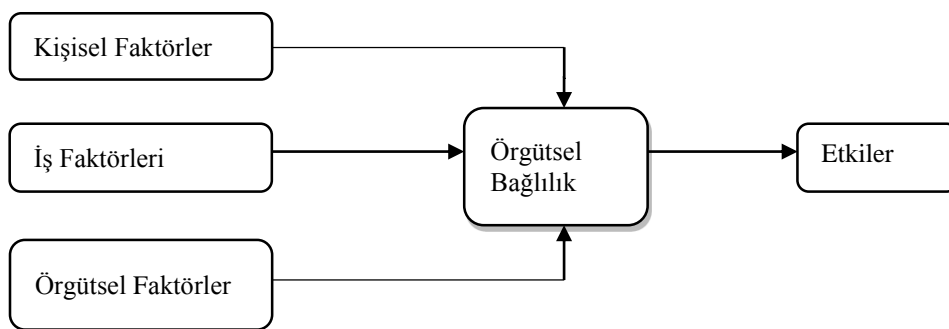 Kişisel Faktörler
İş Faktörleri
Örgütsel
Bağlılık
Etkiler
Örgütsel Faktörler